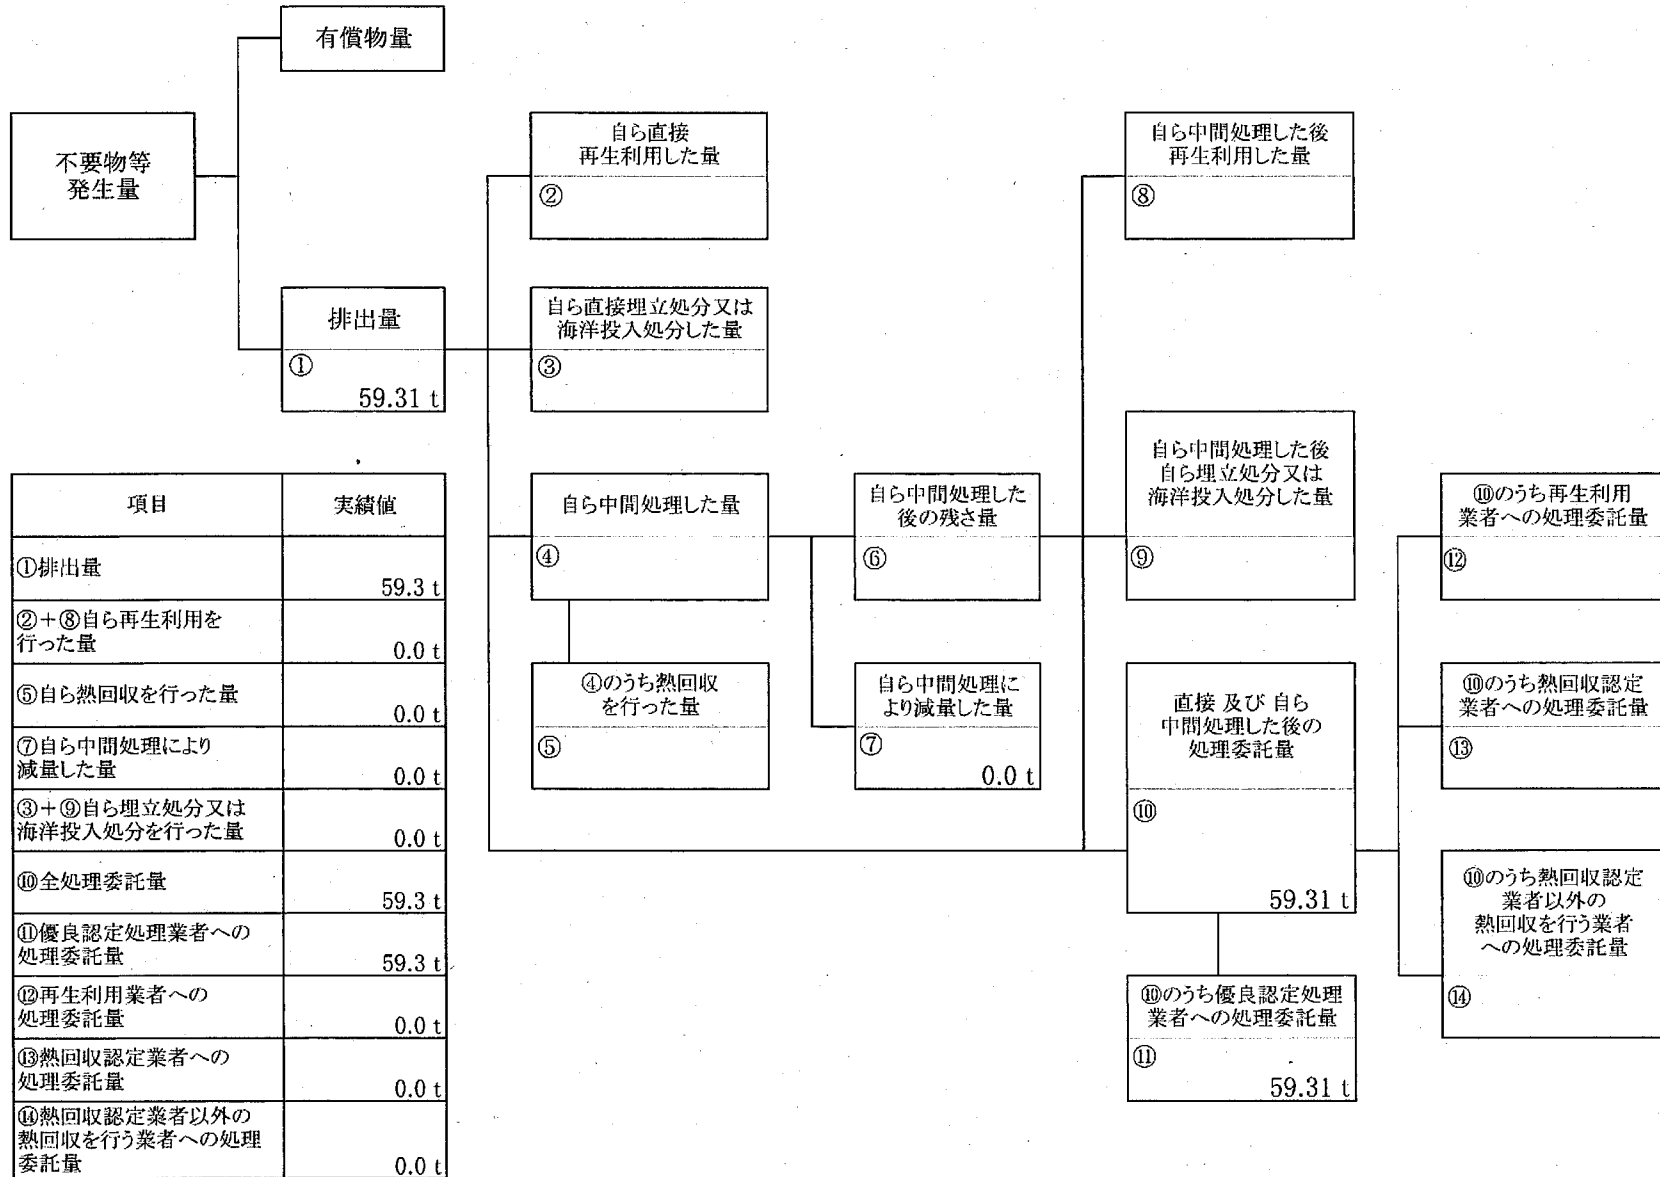 有償物量
不要物等
発生量
排出量
①
59.31 t
自ら直接
再生利用した量
②
自ら直接埋立処分又は
海洋投入処分した量
③
自ら中間処理した量
④
④のうち熱回収
を行った量
⑤
自ら中間処理した
後の残さ量
⑥
自ら中間処理に
より減量した量
⑦
0.0 t
自ら中間処理した後
再生利用した量
⑧
自ら中間処理した後
自ら埋立処分又は
海洋投入処分した量
⑨
直接 及び 自ら
中間処理した後の
処理委託量
⑩
59.31 t
⑩のうち優良認定処理
業者への処理委託量
⑪
59.31 t
⑩のうち再生利用
業者への処理委託量
⑫
⑩のうち熱回収認定
業者への処理委託量
⑬
⑩のうち熱回収認定
業者以外の
熱回収を行う業者
への処理委託量
⑭
項目 実績値
①排出量
59.3 t
②+⑧自ら再生利用を
行った量
0.0 t
⑤自ら熱回収を行った量
0.0 t
⑦自ら中間処理により
減量した量
0.0 t
③+⑨自ら埋立処分又は
海洋投入処分を行った量
0.0 t
⑩全処理委託量
59.3 t
⑪優良認定処理業者への
処理委託量
59.3 t
⑫再生利用業者への
処理委託量
0.0 t
⑬熱回収認定業者への
処理委託量
0.0 t
⑭熱回収認定業者以外の
熱回収を行う業者への処理
委託量
0.0 t